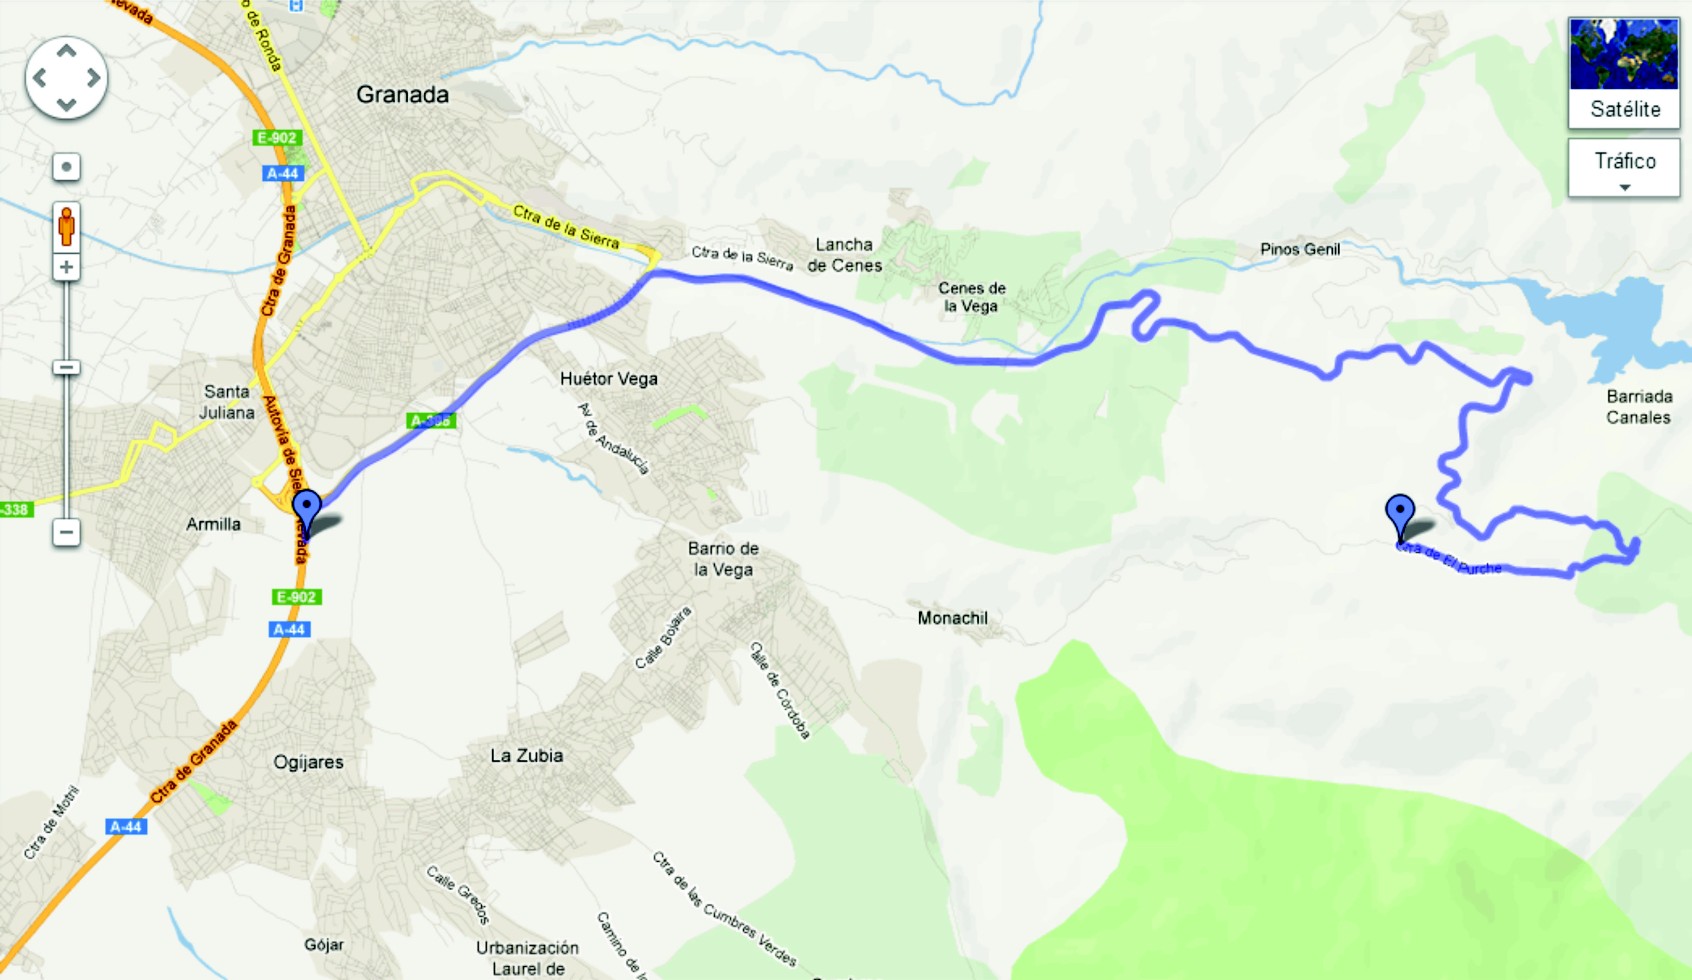 Nevada
o de Ronda
Granada
Satélite
Tráfico
E-902
A-44
Ctra de Granada
Ctra de la Sierra
Ctra de la Sierra
Lancha
de Cenes
Pinos Genil
Cenes de
la Vega
Santa
Juliana
Huétor Vega
Barriada
Canales
Av de Andalucía
Autovía de Sierra Nevada
-338
Armilla
Barrio de
la Vega
Ctra de El Purche
E-902
A-44
Monachil
Calle Bojaira
Calle de Córdoba
Ctra de Granada
Ogíjares
La Zubia
Ctra de Motril
A-44
Calle Gredos
Ctra de las Cumbres Verdes
Gójar
Urbanización
Laurel de
Camino de